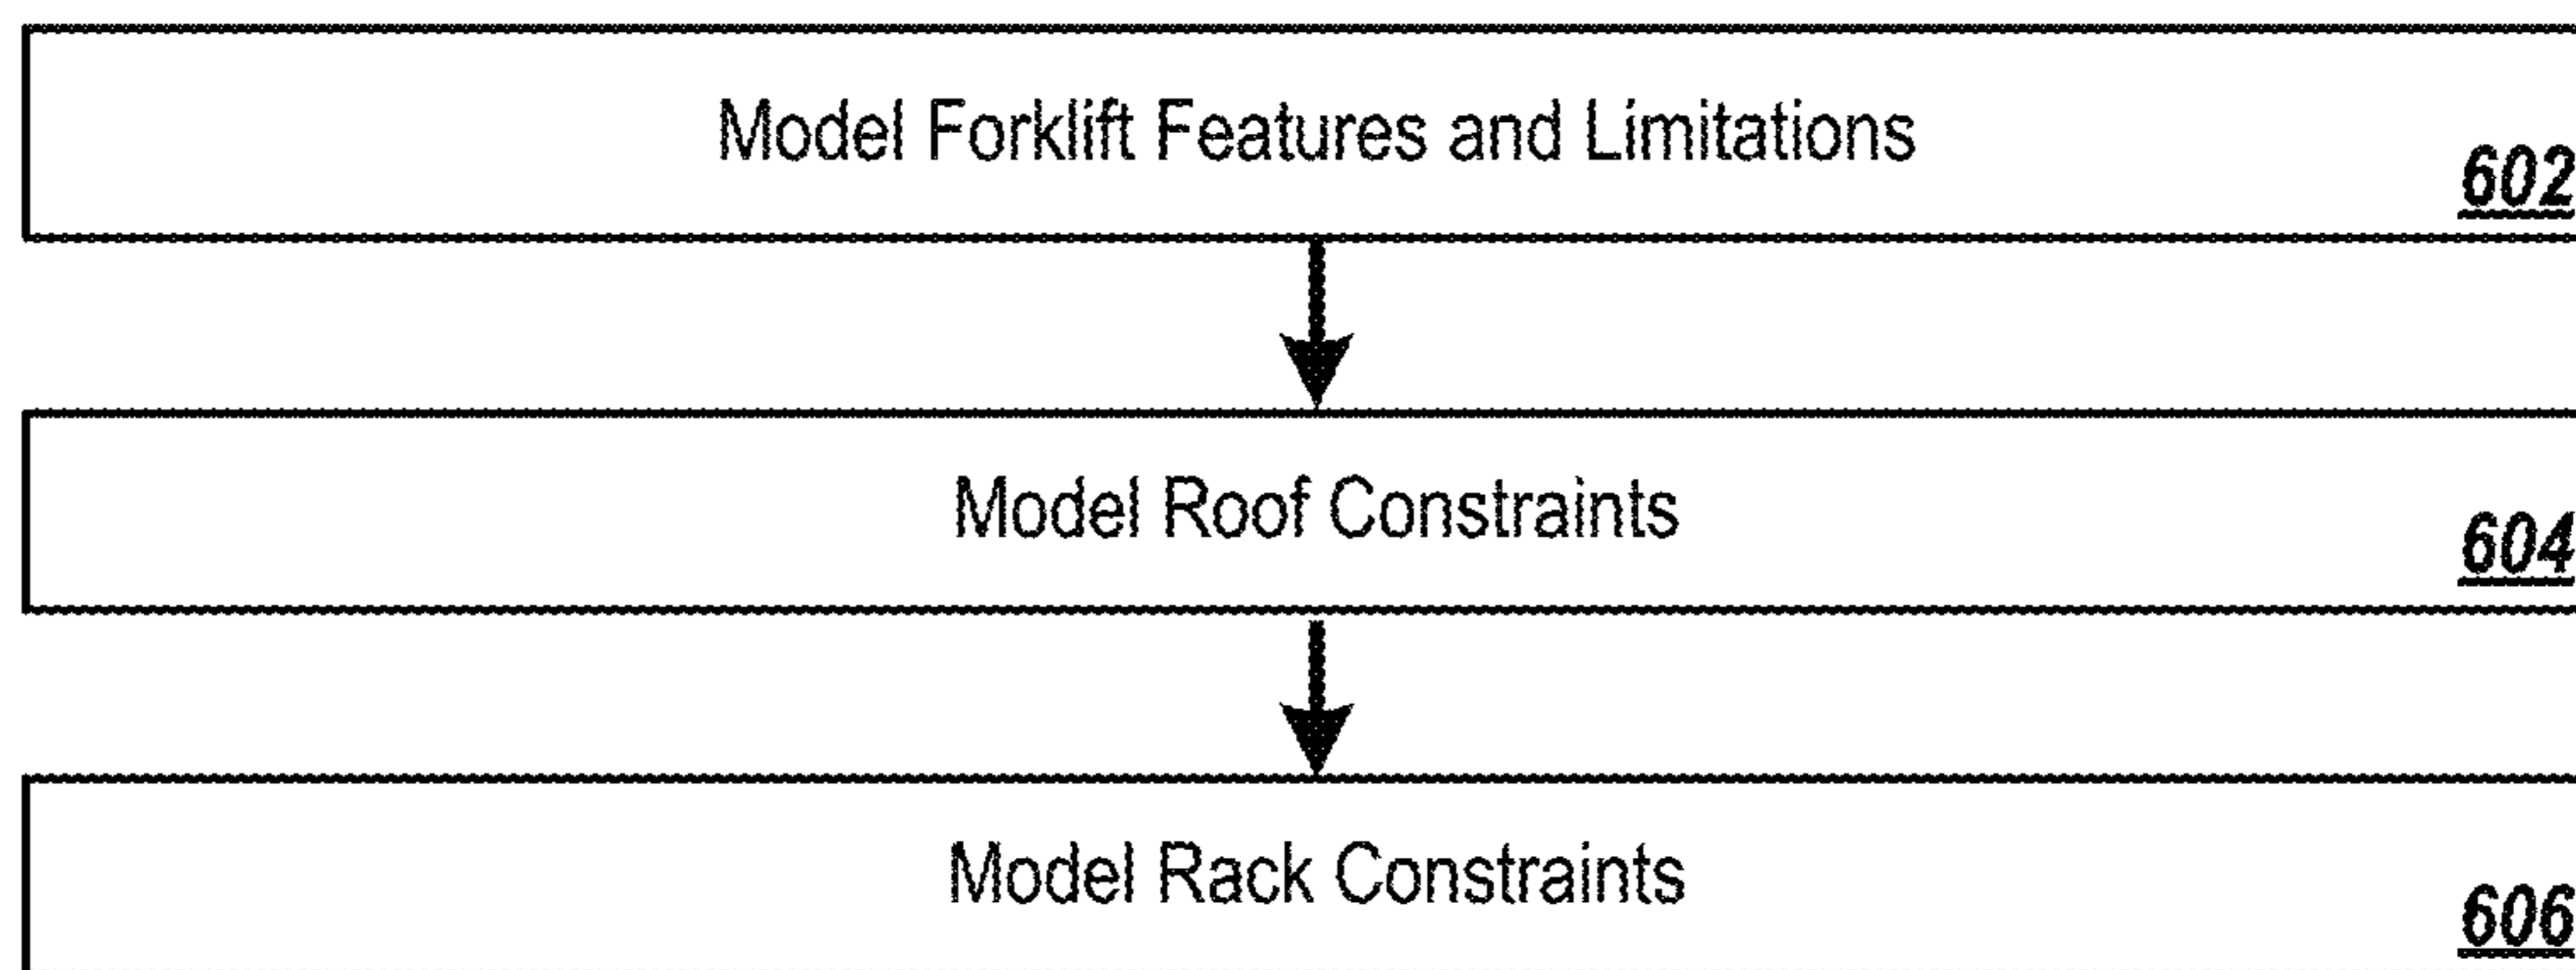 Model Forklift Features and Limitations
602
Model Roof Constraints
604
Model Rack Constraints
606